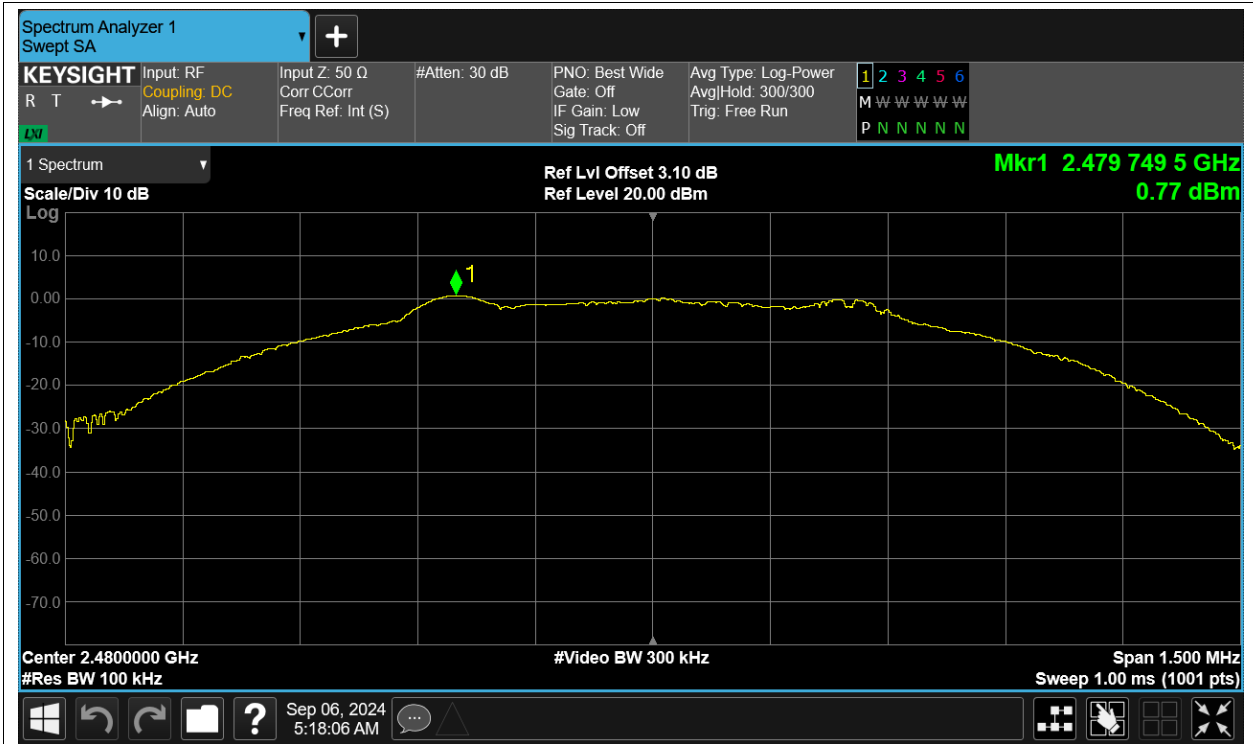 Spectrum Analyzer 1
Swept SA
KEYSIGHT
R T
LXI
Input: RF
Coupling: DC
Align: Auto
Input Z: 50 Ω
Corr CCorr
Freq Ref: Int (S)
#Atten: 30 dB
PNO: Best Wide
Gate: Off
IF Gain: Low
Sig Track: Off
Avg Type: Log-Power
Avg|Hold: 300/300
Trig: Free Run
1 2 3 4 5 6
M W W W W W
P N N N N N
1 Spectrum
Scale/Div 10 dB
Log
Ref Lvl Offset 3.10 dB
Ref Level 20.00 dBm
Mkr1 2.479 749 5 GHz
0.77 dBm
1
10.0
0.00
-10.0
-20.0
-30.0
-40.0
-50.0
-60.0
-70.0
Center 2.4800000 GHz
#Res BW 100 kHz
#Video BW 300 kHz
Span 1.500 MHz
Sweep 1.00 ms (1001 pts)
?
Sep 06, 2024
5:18:06 AM